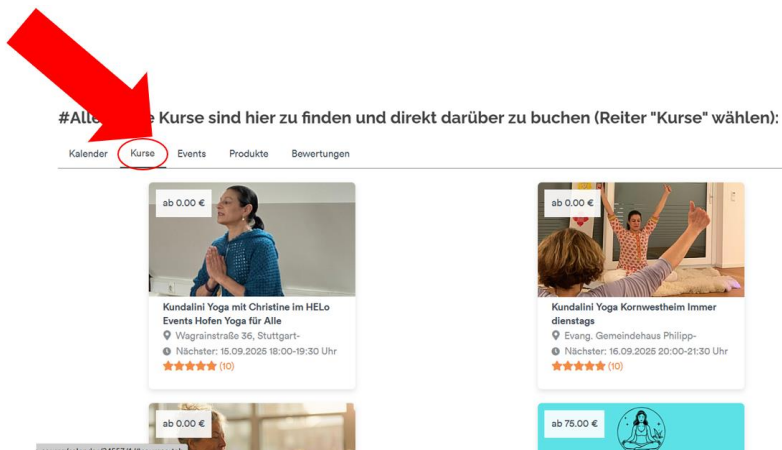 #Alle Kurse sind hier zu finden und direkt darüber zu buchen (Reiter "Kurse" wählen):
Kalender Kurse Events Produkte Bewertungen
ab 0.00 €
Kundalini Yoga mit Christine im HELo
Events Hofen Yoga für Alle
Wagrainstraße 36, Stuttgart-
Nächster: 15.09.2025 18:00-19:30 Uhr
(10)
ab 0.00 €
Kundalini Yoga Kornwestheim Immer
dienstags
Evang. Gemeindehaus Philipp-
Nächster: 16.09.2025 20:00-21:30 Uhr
(10)
ab 0.00 €
ab 75.00 €